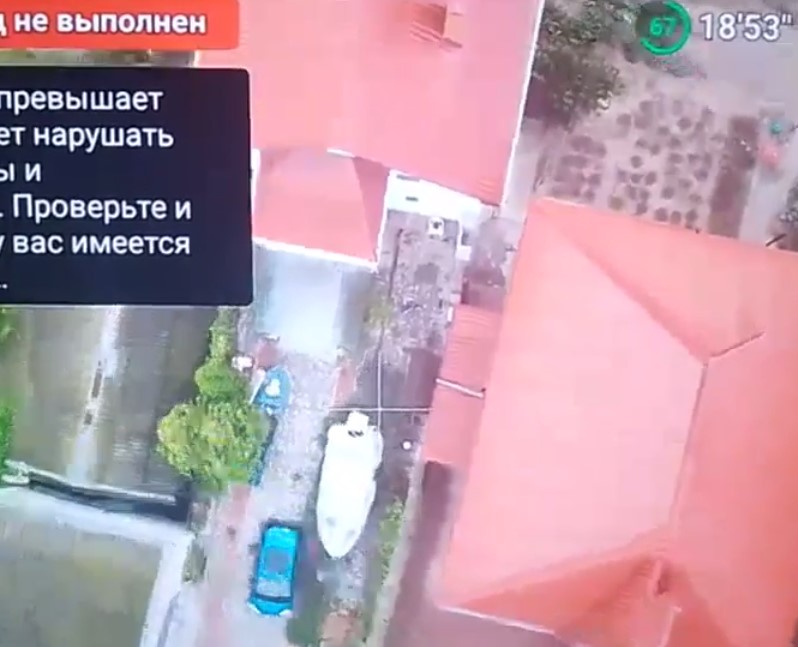 не выполнен
67 18'53"
превышает
ет нарушать
ы и
. Проверьте и
у вас имеется
.